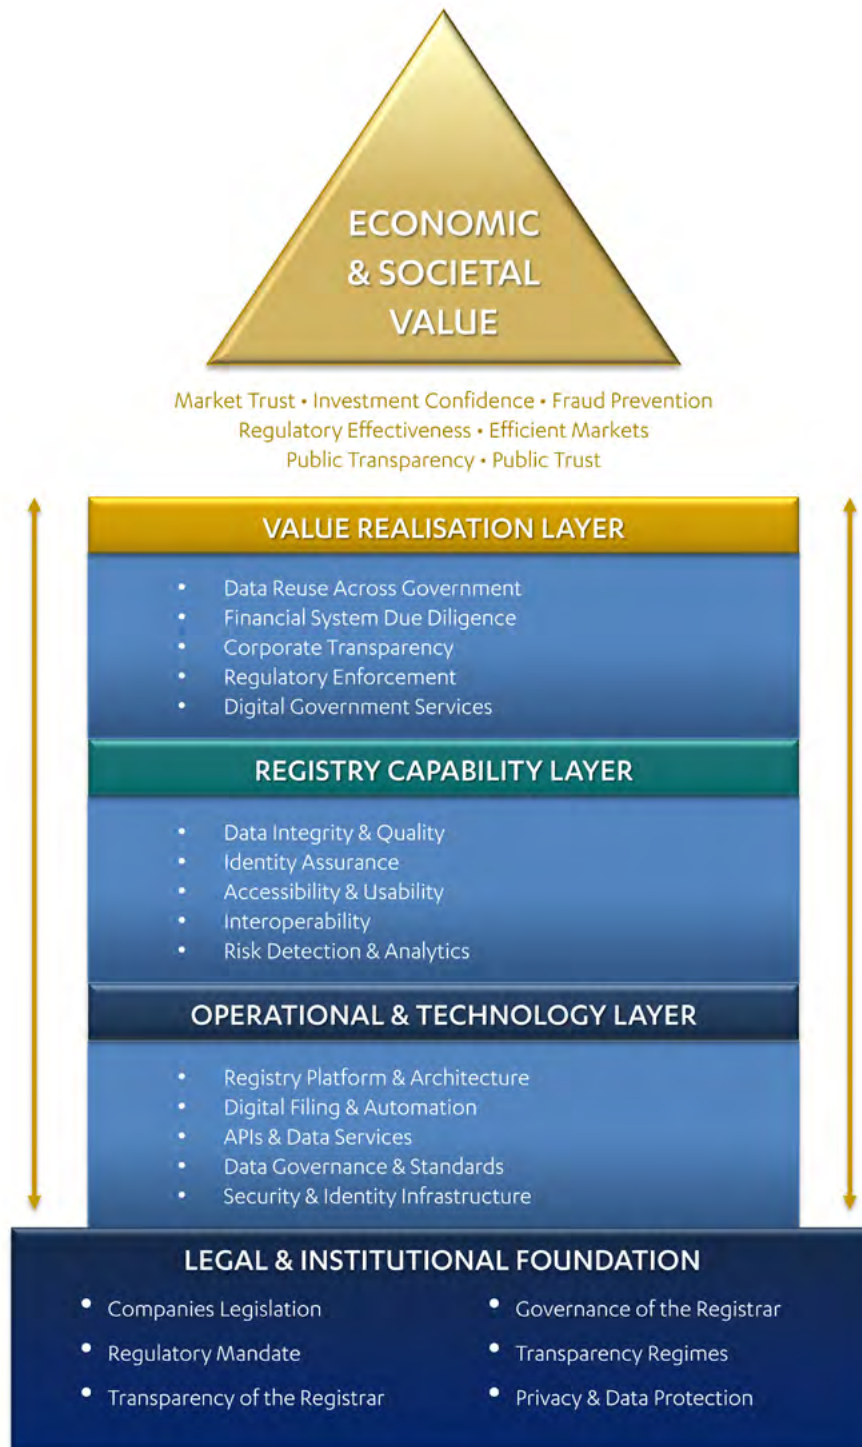 ECONOMIC
& SOCIETAL
VALUE
Market Trust • Investment Confidence • Fraud Prevention
Regulatory Effectiveness • Efficient Markets
Public Transparency • Public Trust
VALUE REALISATION LAYER
• Data Reuse Across Government
• Financial System Due Diligence
• Corporate Transparency
• Regulatory Enforcement
• Digital Government Services
REGISTRY CAPABILITY LAYER
• Data Integrity & Quality
• Identity Assurance
• Accessibility & Usability
• Interoperability
• Risk Detection & Analytics
OPERATIONAL & TECHNOLOGY LAYER
• Registry Platform & Architecture
• Digital Filing & Automation
• APIs & Data Services
• Data Governance & Standards
• Security & Identity Infrastructure
LEGAL & INSTITUTIONAL FOUNDATION
• Companies Legislation
• Regulatory Mandate
• Transparency of the Registrar
• Governance of the Registrar
• Transparency Regimes
• Privacy & Data Protection